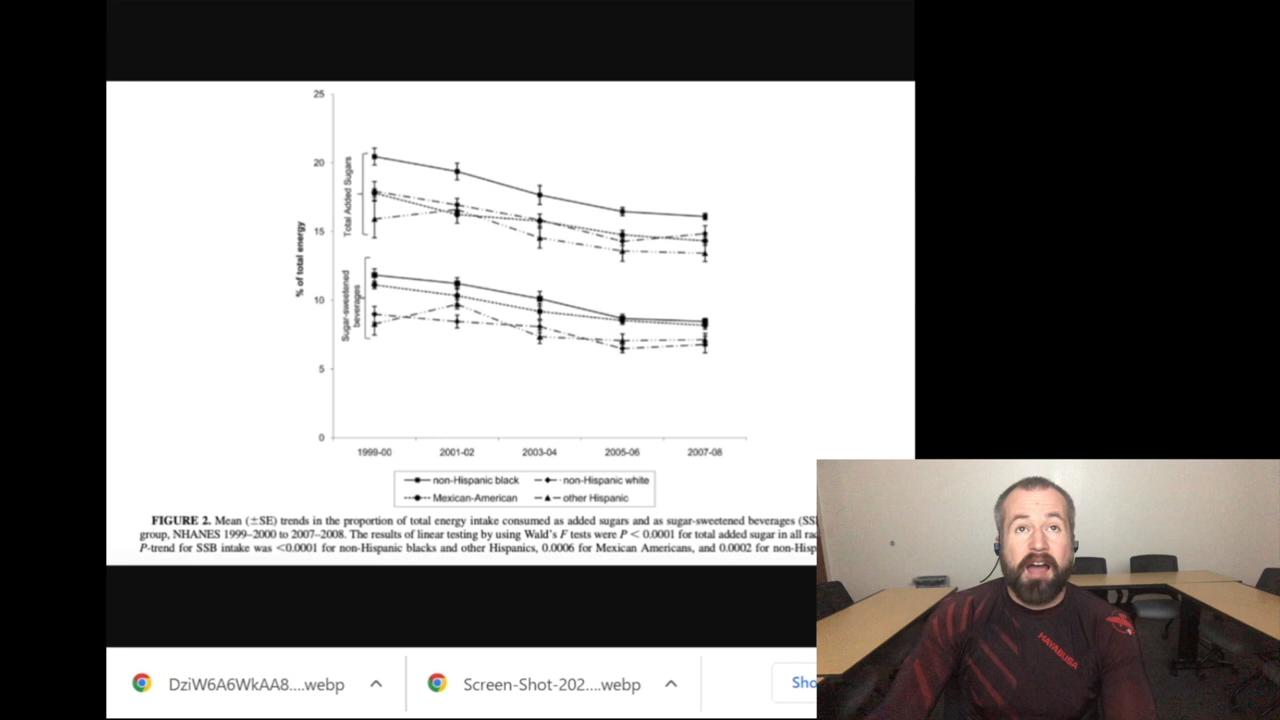 25
20
15
10
5
0
% of total energy
Total Added Sugars
Sugar-sweetened
beverages
1999-00 2001-02 2003-04 2005-06 2007-08
non-Hispanic black non-Hispanic white
Mexican-American other Hispanic
FIGURE 2. Mean (±SE) trends in the proportion of total energy intake consumed as added sugars and as sugar-sweetened beverages
group, NHANES 1999–2000 to 2007–2008. The results of linear testing by using Wald's F tests were P < 0.0001 for total added sugar in all
P-trend for SSB intake was <0.0001 for non-Hispanic blacks and other Hispanics, 0.0006 for Mexican Americans, and 0.0002 for
DziW6A6WkAA8....webp
Screen-Shot-202....webp
Sho
HAYABUSA